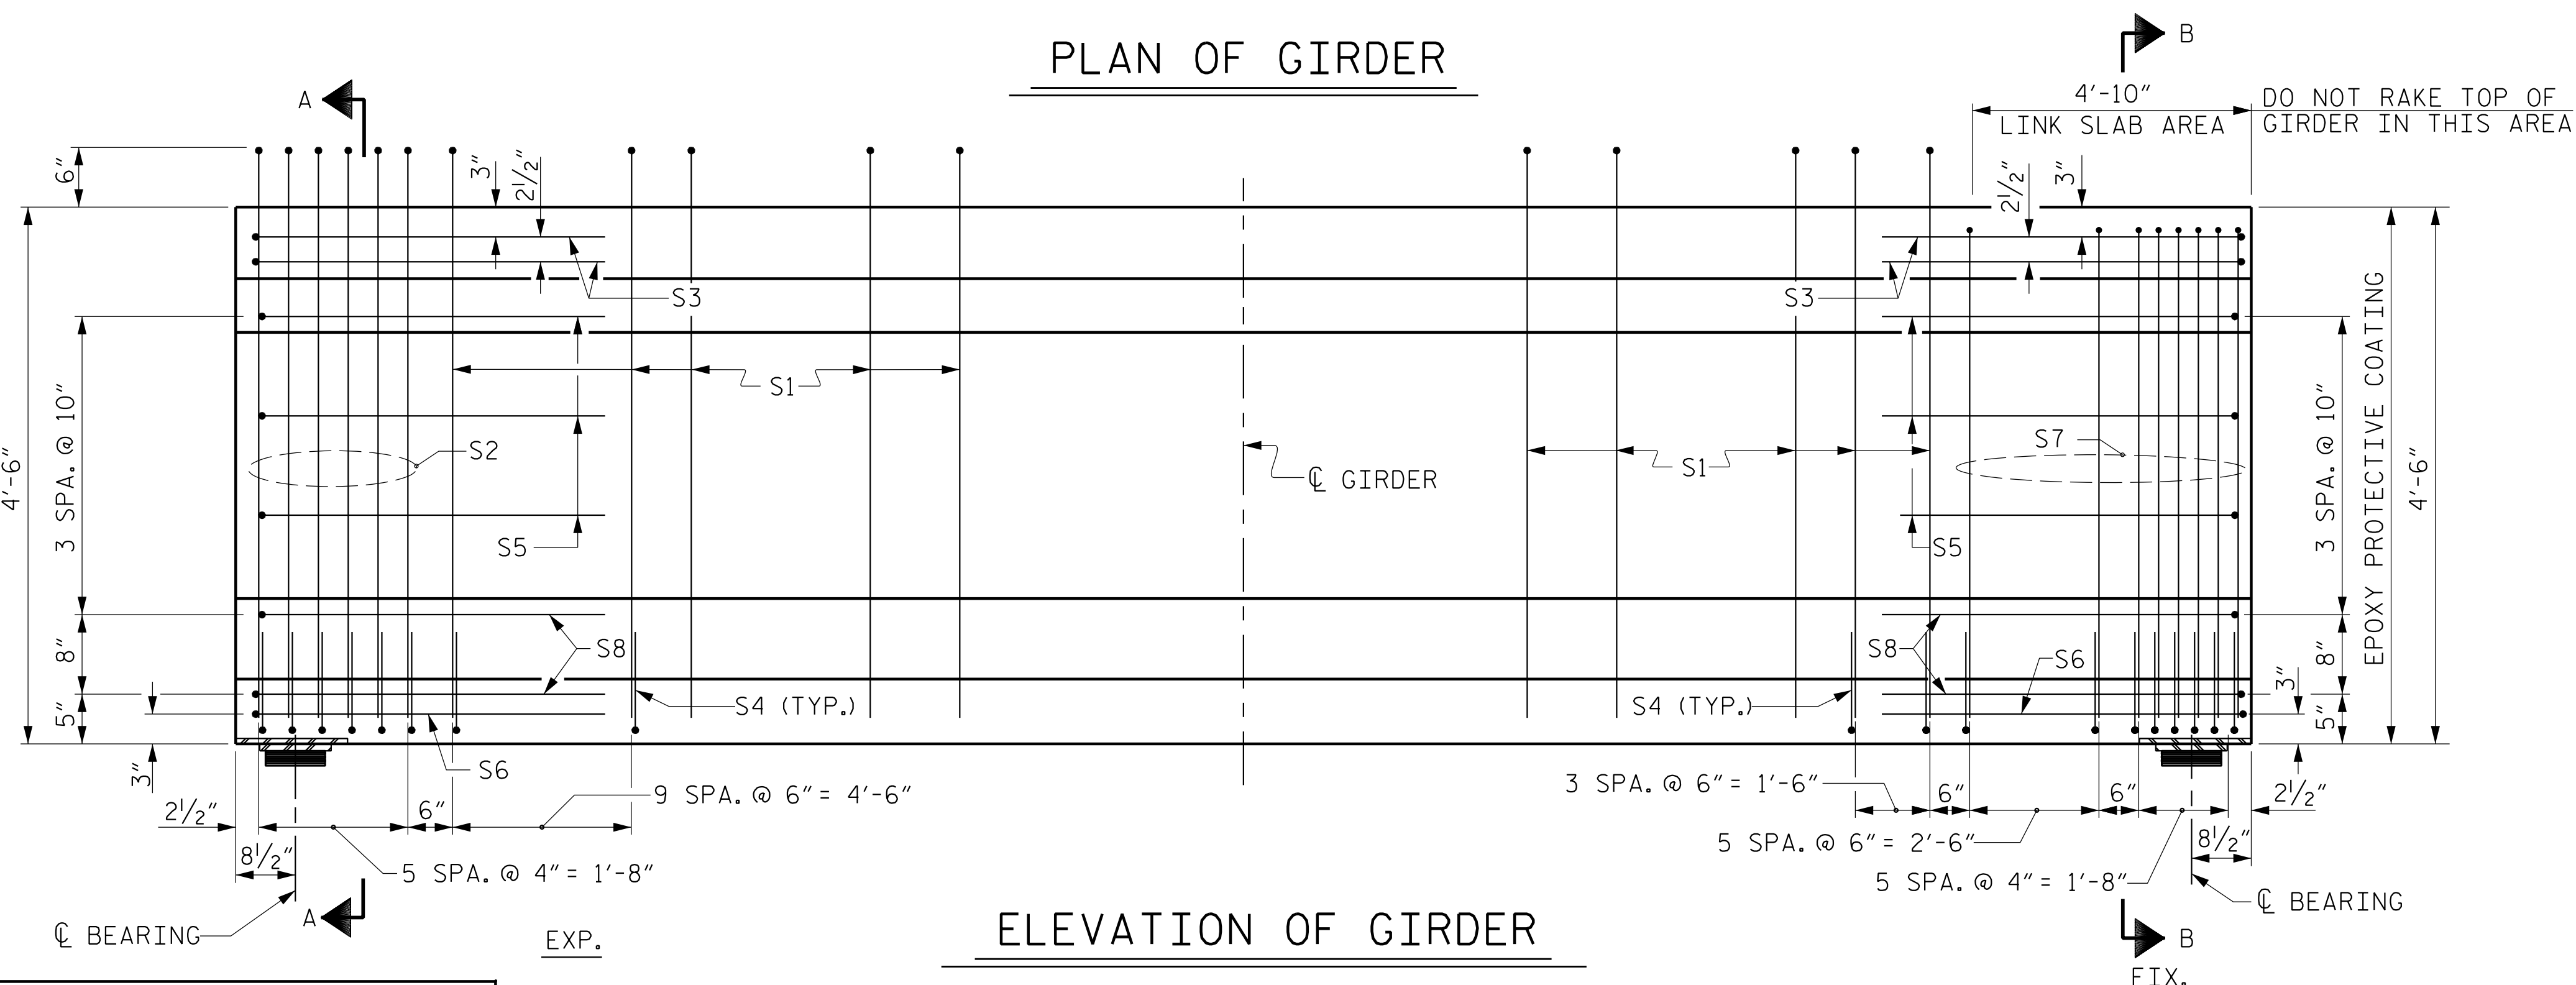 PLAN OF GIRDER
B
A
4'-10"
DO NOT RAKE TOP OF
LINK SLAB AREA
GIRDER IN THIS AREA
6"
3"
2½"
2½"
3"
S3
S3
S1
S2
S7
S1
℄ GIRDER
4'-6"
3 SPA. @ 10"
3 SPA. @ 10"
EPOXY PROTECTIVE COATING
4'-6"
S5
S5
S8
S8
S6
8"
8"
3"
S4 (TYP.)
S4 (TYP.)
5"
5"
3"
S6
9 SPA. @ 6" = 4'-6"
3 SPA. @ 6" = 1'-6"
2½"
6"
6"
6"
2½"
5 SPA. @ 6" = 2'-6"
8½"
8½"
5 SPA. @ 4" = 1'-8"
5 SPA. @ 4" = 1'-8"
℄ BEARING
℄ BEARING
A
EXP.
ELEVATION OF GIRDER
B
FIX.